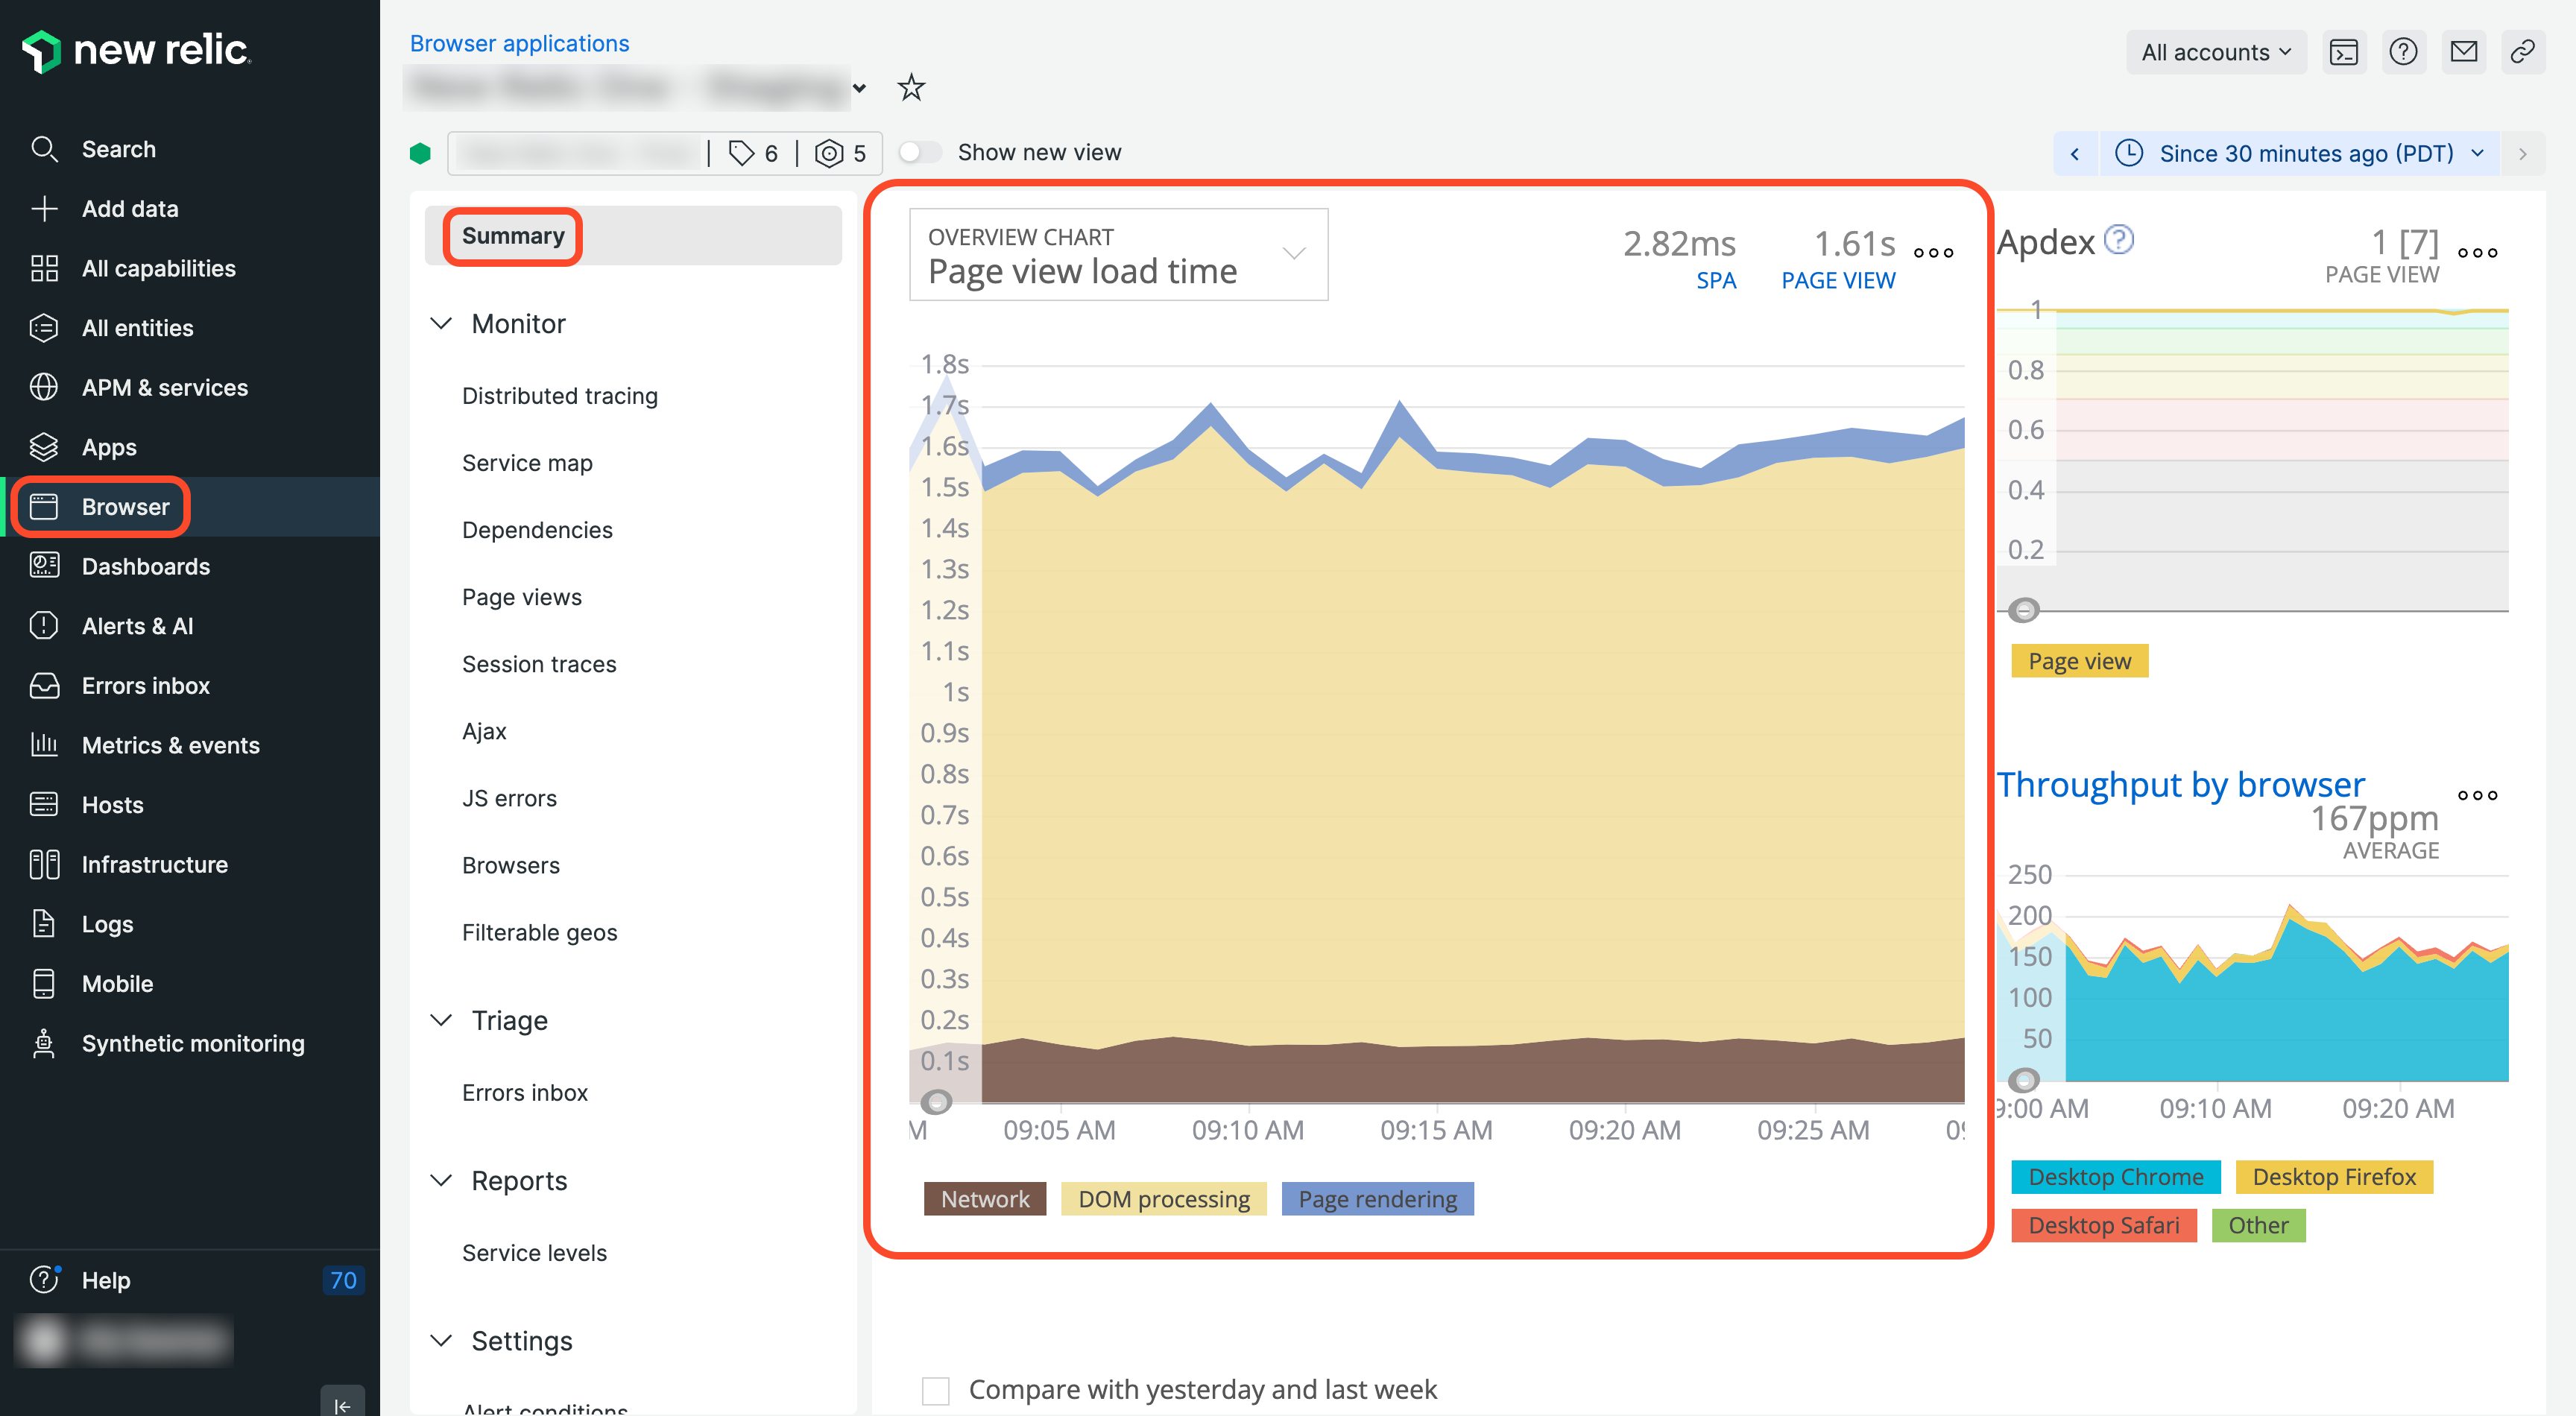 new relic
Search
Add data
All capabilities
All entities
APM & services
Apps
Browser
Dashboards
Alerts & AI
Errors inbox
Metrics & events
Hosts
Infrastructure
Logs
Mobile
Synthetic monitoring
Help 70
Browser applications
All accounts
6 5 Show new view
Since 30 minutes ago (PDT)
Summary
Monitor
Distributed tracing
Service map
Dependencies
Page views
Session traces
Ajax
JS errors
Browsers
Filterable geos
Triage
Errors inbox
Reports
Service levels
Settings
Alert conditions
OVERVIEW CHART
Page view load time
2.82ms
SPA
1.61s
PAGE VIEW
1.8s
1.7s
1.6s
1.5s
1.4s
1.3s
1.2s
1.1s
1s
0.9s
0.8s
0.7s
0.6s
0.5s
0.4s
0.3s
0.2s
0.1s
M 09:05 AM 09:10 AM 09:15 AM 09:20 AM 09:25 AM 09:
Network DOM processing Page rendering
Compare with yesterday and last week
Apdex
1 [7]
PAGE VIEW
1
0.8
0.6
0.4
0.2
Page view
Throughput by browser
167ppm
AVERAGE
250
200
150
100
50
9:00 AM 09:10 AM 09:20 AM
Desktop Chrome Desktop Firefox
Desktop Safari Other